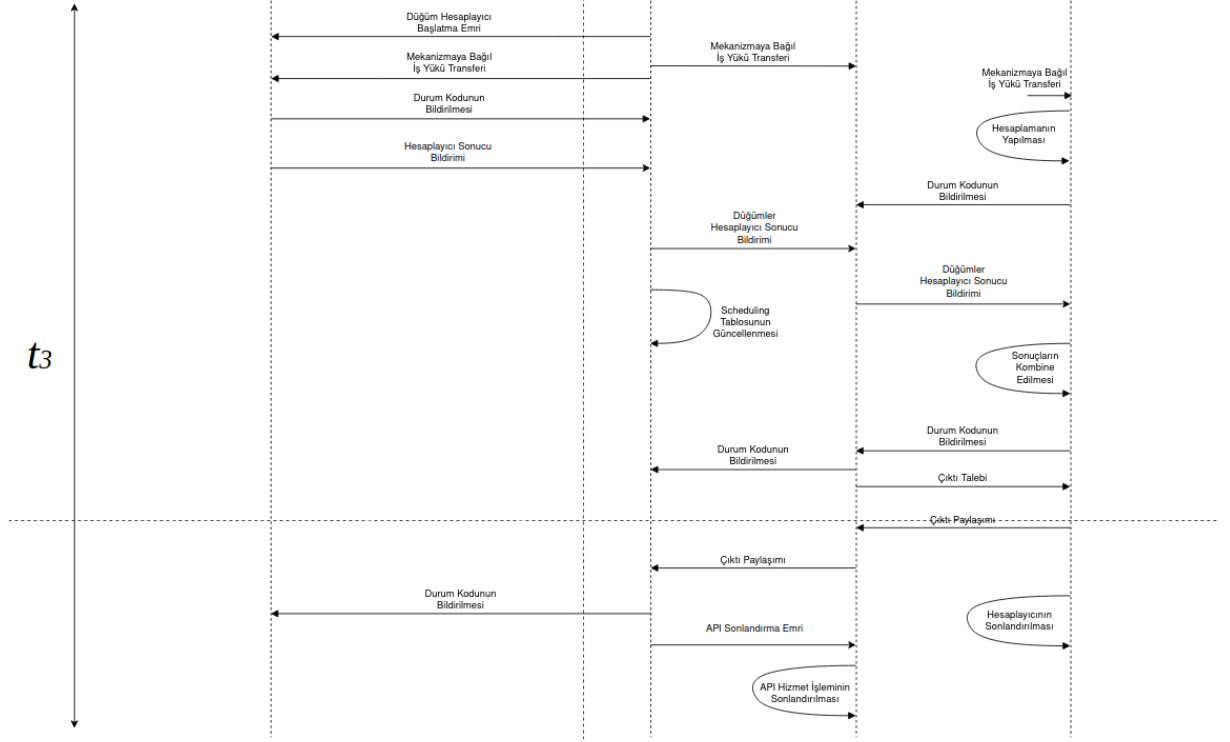 Düğüm Hesaplayıcı
Başlatma Emri
Mekanizmaya Bağıl
İş Yükü Transferi
Mekanizmaya Bağıl
İş Yükü Transferi
Mekanizmaya Bağıl
İş Yükü Transferi
Durum Kodunun
Bildirilmesi
Hesaplamanın
Yapılması
Hesaplayıcı Sonucu
Bildirimi
Durum Kodunun
Bildirilmesi
Düğümler
Hesaplayıcı Sonucu
Bildirimi
Düğümler
Hesaplayıcı Sonucu
Bildirimi
Scheduling
Tablosunun
Güncellenmesi
t3
Sonuçların
Kombine
Edilmesi
Durum Kodunun
Bildirilmesi
Durum Kodunun
Bildirilmesi
Çıktı Talebi
Çıktı Paylaşımı
Çıktı Paylaşımı
Durum Kodunun
Bildirilmesi
Hesaplayıcının
Sonlandırılması
API Sonlandırma Emri
API Hizmet İşleminin
Sonlandırılması